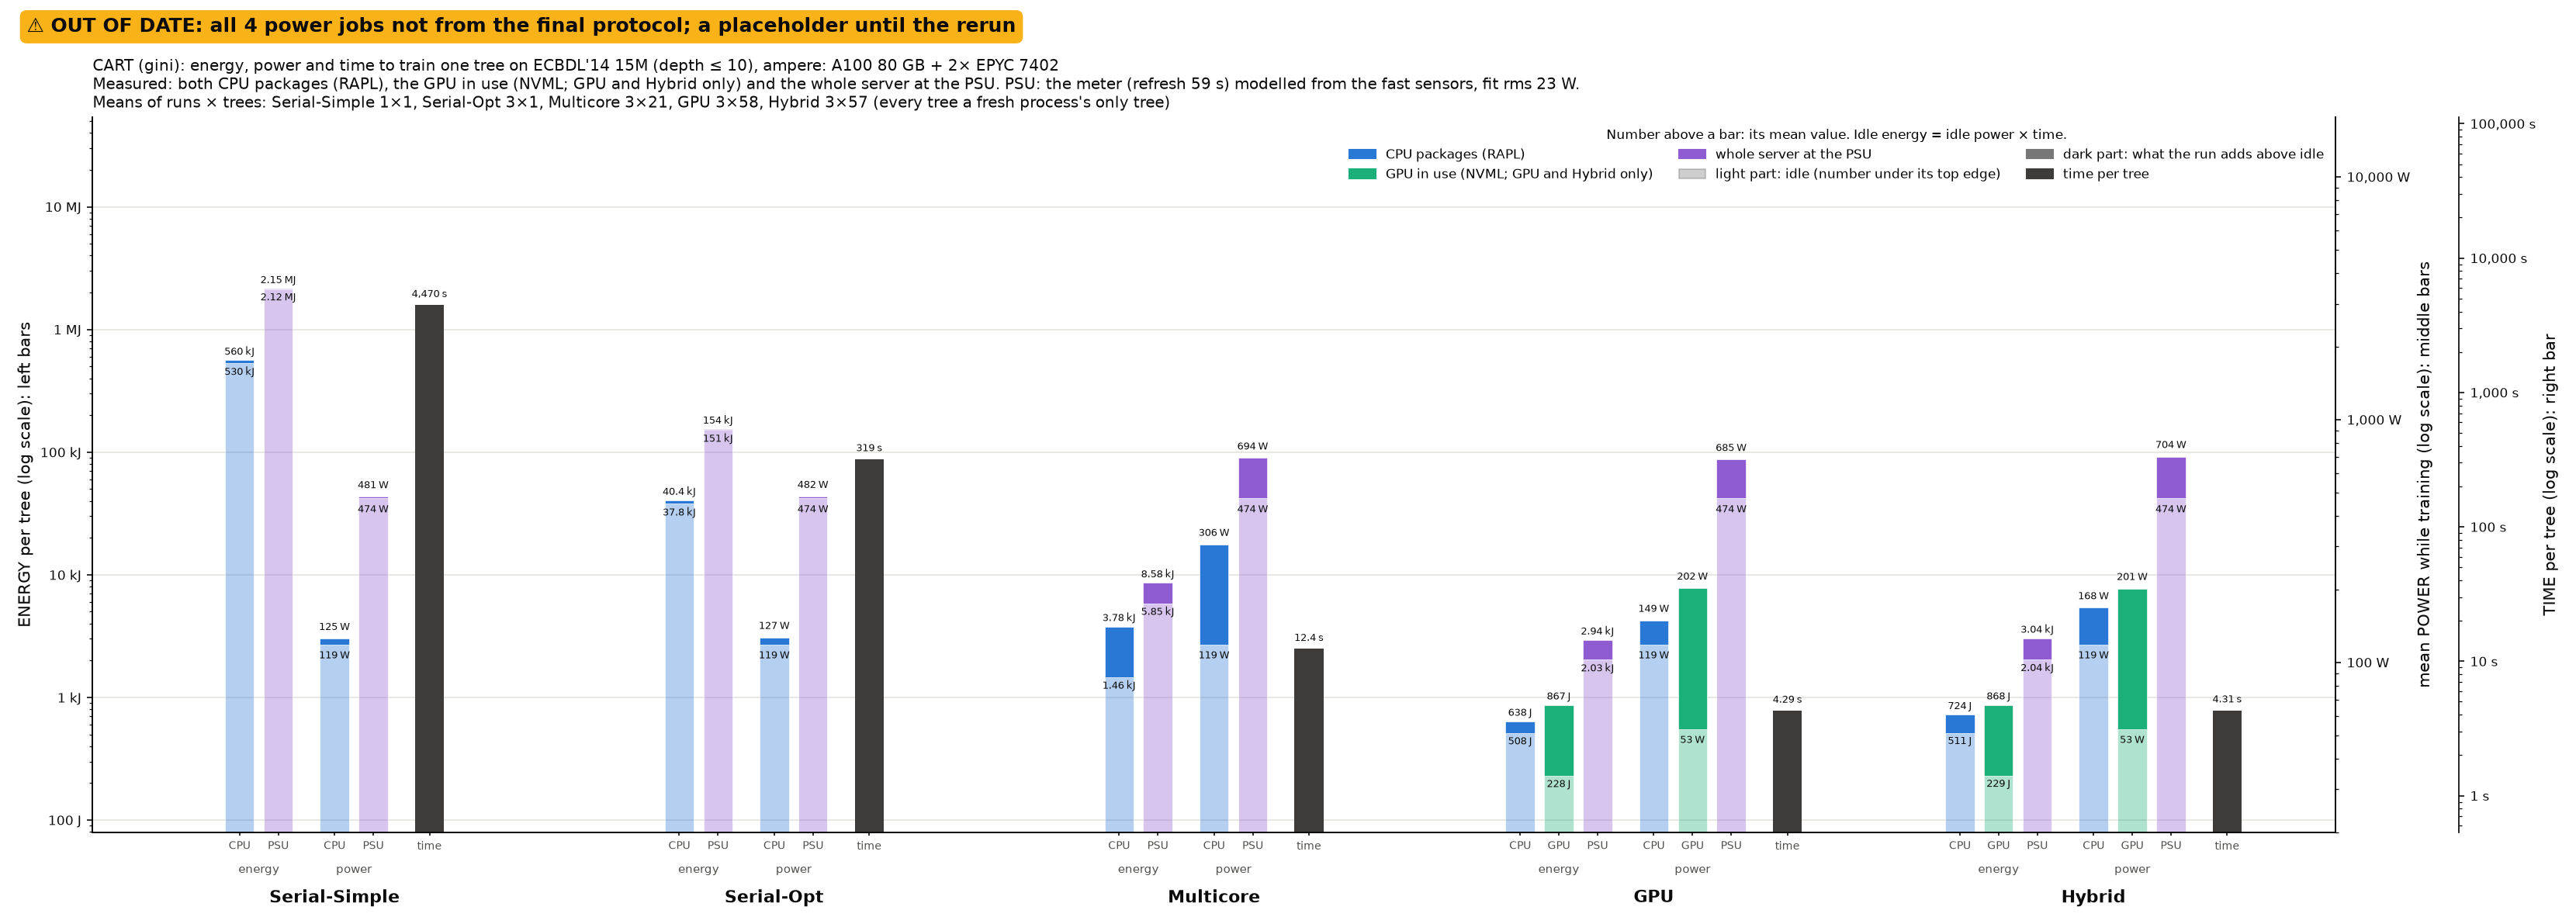 ⚠ OUT OF DATE: all 4 power jobs not from the final protocol; a placeholder until the rerun
CART (gini): energy, power and time to train one tree on ECBDL'14 15M (depth ≤ 10), ampere: A100 80 GB + 2× EPYC 7402
Measured: both CPU packages (RAPL), the GPU in use (NVML; GPU and Hybrid only) and the whole server at the PSU. PSU: the meter (refresh 59 s) modelled from the fast sensors, fit rms 23 W.
Means of runs × trees: Serial-Simple 1×1, Serial-Opt 3×1, Multicore 3×21, GPU 3×58, Hybrid 3×57 (every tree a fresh process's only tree)
Number above a bar: its mean value. Idle energy = idle power × time.
CPU packages (RAPL)
GPU in use (NVML; GPU and Hybrid only)
whole server at the PSU
light part: idle (number under its top edge)
dark part: what the run adds above idle
time per tree
ENERGY per tree (log scale): left bars
10 MJ
1 MJ
100 kJ
10 kJ
1 kJ
100 J
560 kJ
530 kJ
2.15 MJ
2.12 MJ
125 W
119 W
481 W
474 W
4,470 s
40.4 kJ
37.8 kJ
154 kJ
151 kJ
127 W
119 W
482 W
474 W
319 s
3.78 kJ
1.46 kJ
8.58 kJ
5.85 kJ
306 W
119 W
694 W
474 W
12.4 s
638 J
508 J
867 J
228 J
2.94 kJ
2.03 kJ
149 W
119 W
202 W
53 W
685 W
474 W
4.29 s
724 J
511 J
868 J
229 J
3.04 kJ
2.04 kJ
168 W
119 W
201 W
53 W
704 W
474 W
4.31 s
10,000 W
1,000 W
100 W
mean POWER while training (log scale): middle bars
100,000 s
10,000 s
1,000 s
100 s
10 s
1 s
TIME per tree (log scale): right bar
CPU PSU CPU PSU time
energy power
Serial-Simple
CPU PSU CPU PSU time
energy power
Serial-Opt
CPU PSU CPU PSU time
energy power
Multicore
CPU GPU PSU CPU GPU PSU time
energy power
GPU
CPU GPU PSU CPU GPU PSU time
energy power
Hybrid